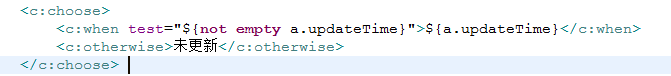 <c:choose>
<c:when test="${not empty a.updateTime}">${a.updateTime}</c:when>
<c:otherwise>未更新</c:otherwise>
</c:choose>